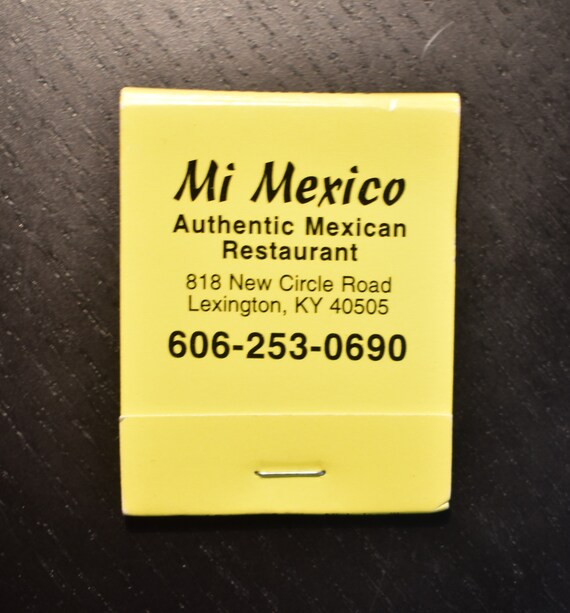 Mi Mexico
Authentic Mexican
Restaurant
818 New Circle Road
Lexington, KY 40505
606-253-0690